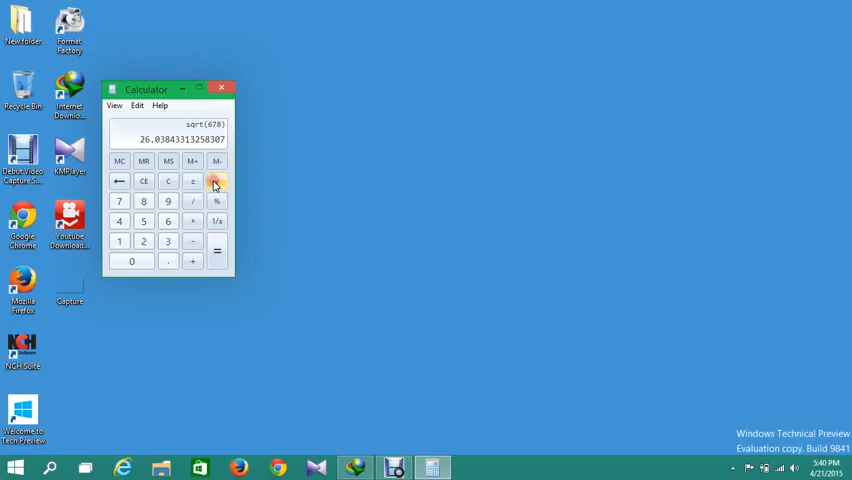 New folder
Format
Factory
Recycle Bin
Internet
Downlo...
Debut Video
Capture S...
KMPlayer
Google
Chrome
Youtube
Download...
Mozilla
Firefox
Capture
NCH Suite
Welcome to
Tech Preview
Calculator
View Edit Help
sqrt(678)
26.03843313258307
MC MR MS M+ M-
← CE C ±
7 8 9 / %
4 5 6 * 1/x
1 2 3 - =
0 . +
Windows Technical Preview
Evaluation copy. Build 9841
5:40 PM
4/21/2015